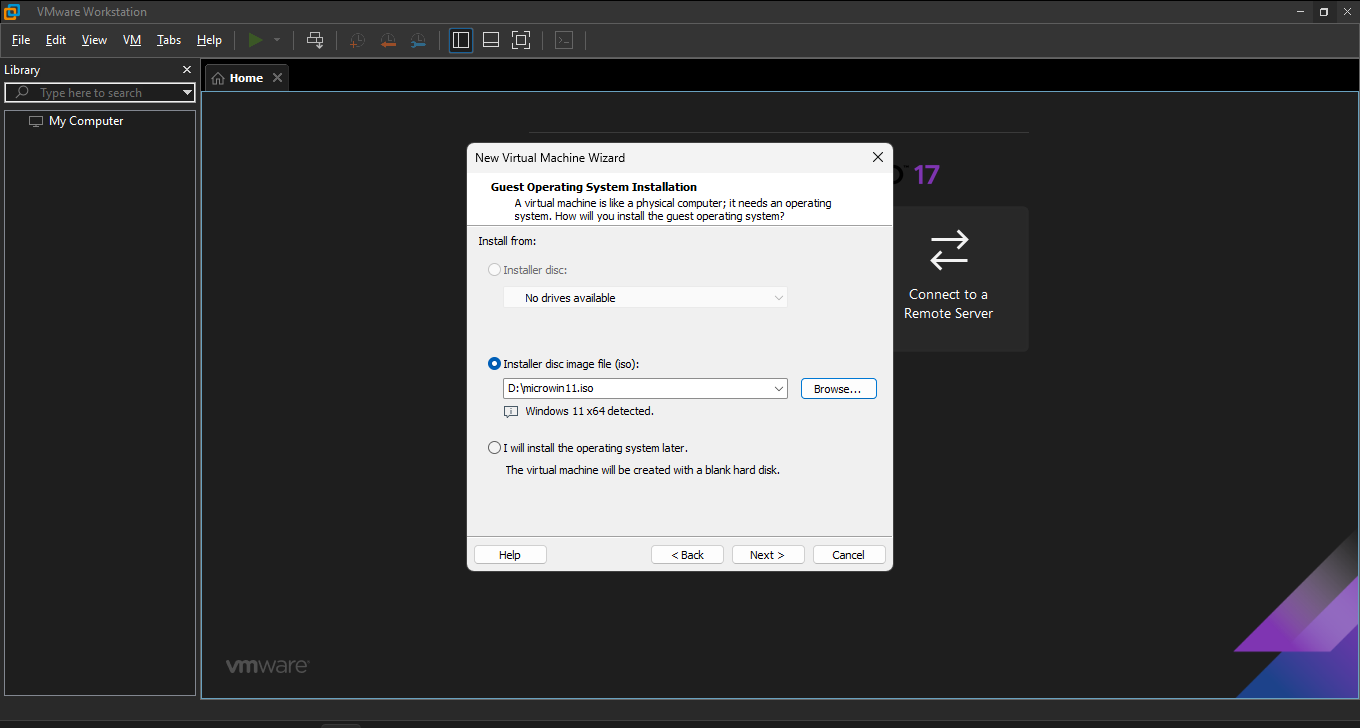 VMware Workstation
File Edit View VM Tabs Help
Library
Type here to search
My Computer
Home
17
Connect to a
Remote Server
New Virtual Machine Wizard
Guest Operating System Installation
A virtual machine is like a physical computer; it needs an operating
system. How will you install the guest operating system?
Install from:
Installer disc:
No drives available
Installer disc image file (iso):
D:\microwin11.iso
Browse...
Windows 11 x64 detected.
I will install the operating system later.
The virtual machine will be created with a blank hard disk.
Help
< Back
Next >
Cancel
vmware